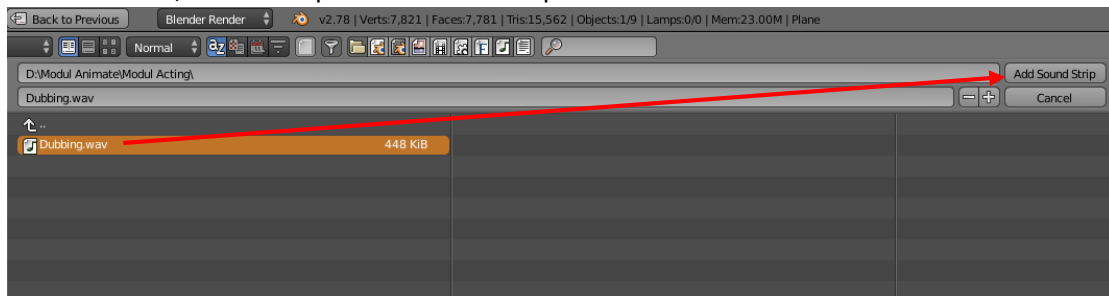 Back to Previous Blender Render v2.78 | Verts:7,821 | Faces:7,781 | Tris:15,562 | Objects:1/9 | Lamps:0/0 | Mem:23.00M | Plane
Normal
D:\Modul Animate\Modul Acting\ Add Sound Strip
Dubbing.wav Cancel
..
Dubbing.wav 448 KiB